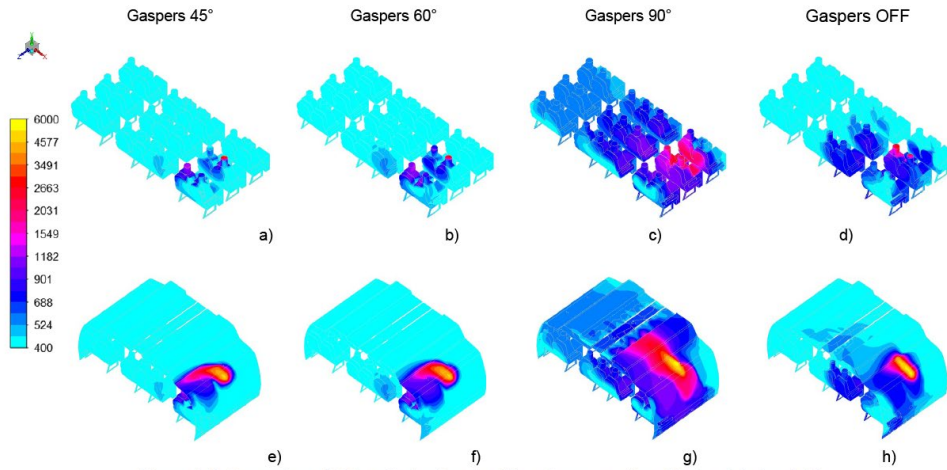 Gaspers 45°
Gaspers 60°
Gaspers 90°
Gaspers OFF
Y
Z
X
6000
4577
3491
2663
2031
1549
1182
901
688
524
400
a)
b)
c)
d)
e)
f)
g)
h)